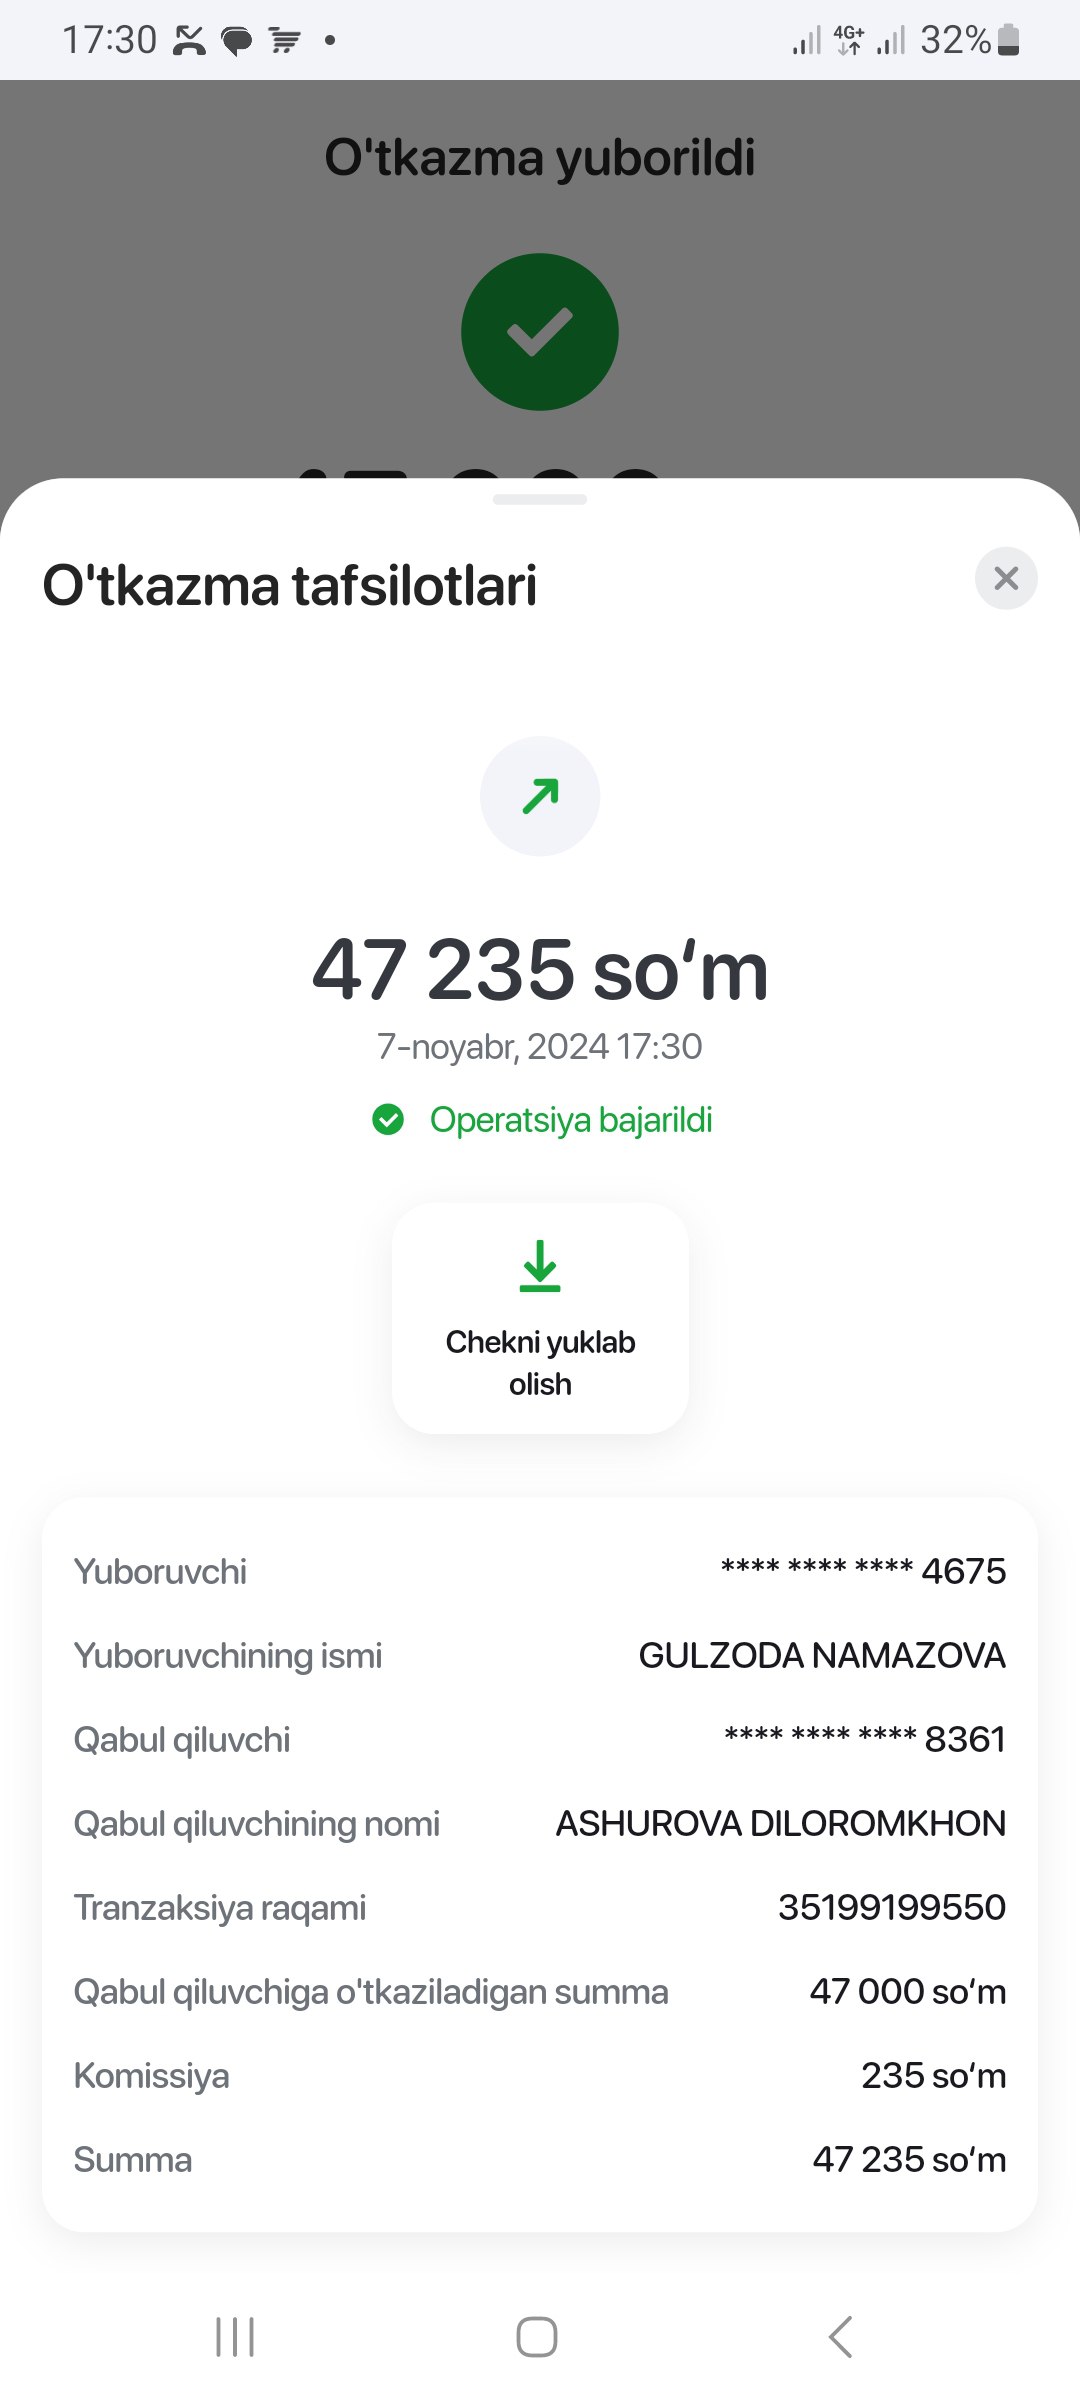 17:30
4G+
32%
O'tkazma yuborildi
O'tkazma tafsilotlari
47 235 so‘m
7-noyabr, 2024 17:30
Operatsiya bajarildi
Chekni yuklab
olish
Yuboruvchi **** **** **** 4675
Yuboruvchining ismi GULZODA NAMAZOVA
Qabul qiluvchi **** **** **** 8361
Qabul qiluvchining nomi ASHUROVA DILOROMKHON
Tranzaksiya raqami 35199199550
Qabul qiluvchiga o'tkaziladigan summa 47 000 so‘m
Komissiya 235 so‘m
Summa 47 235 so‘m